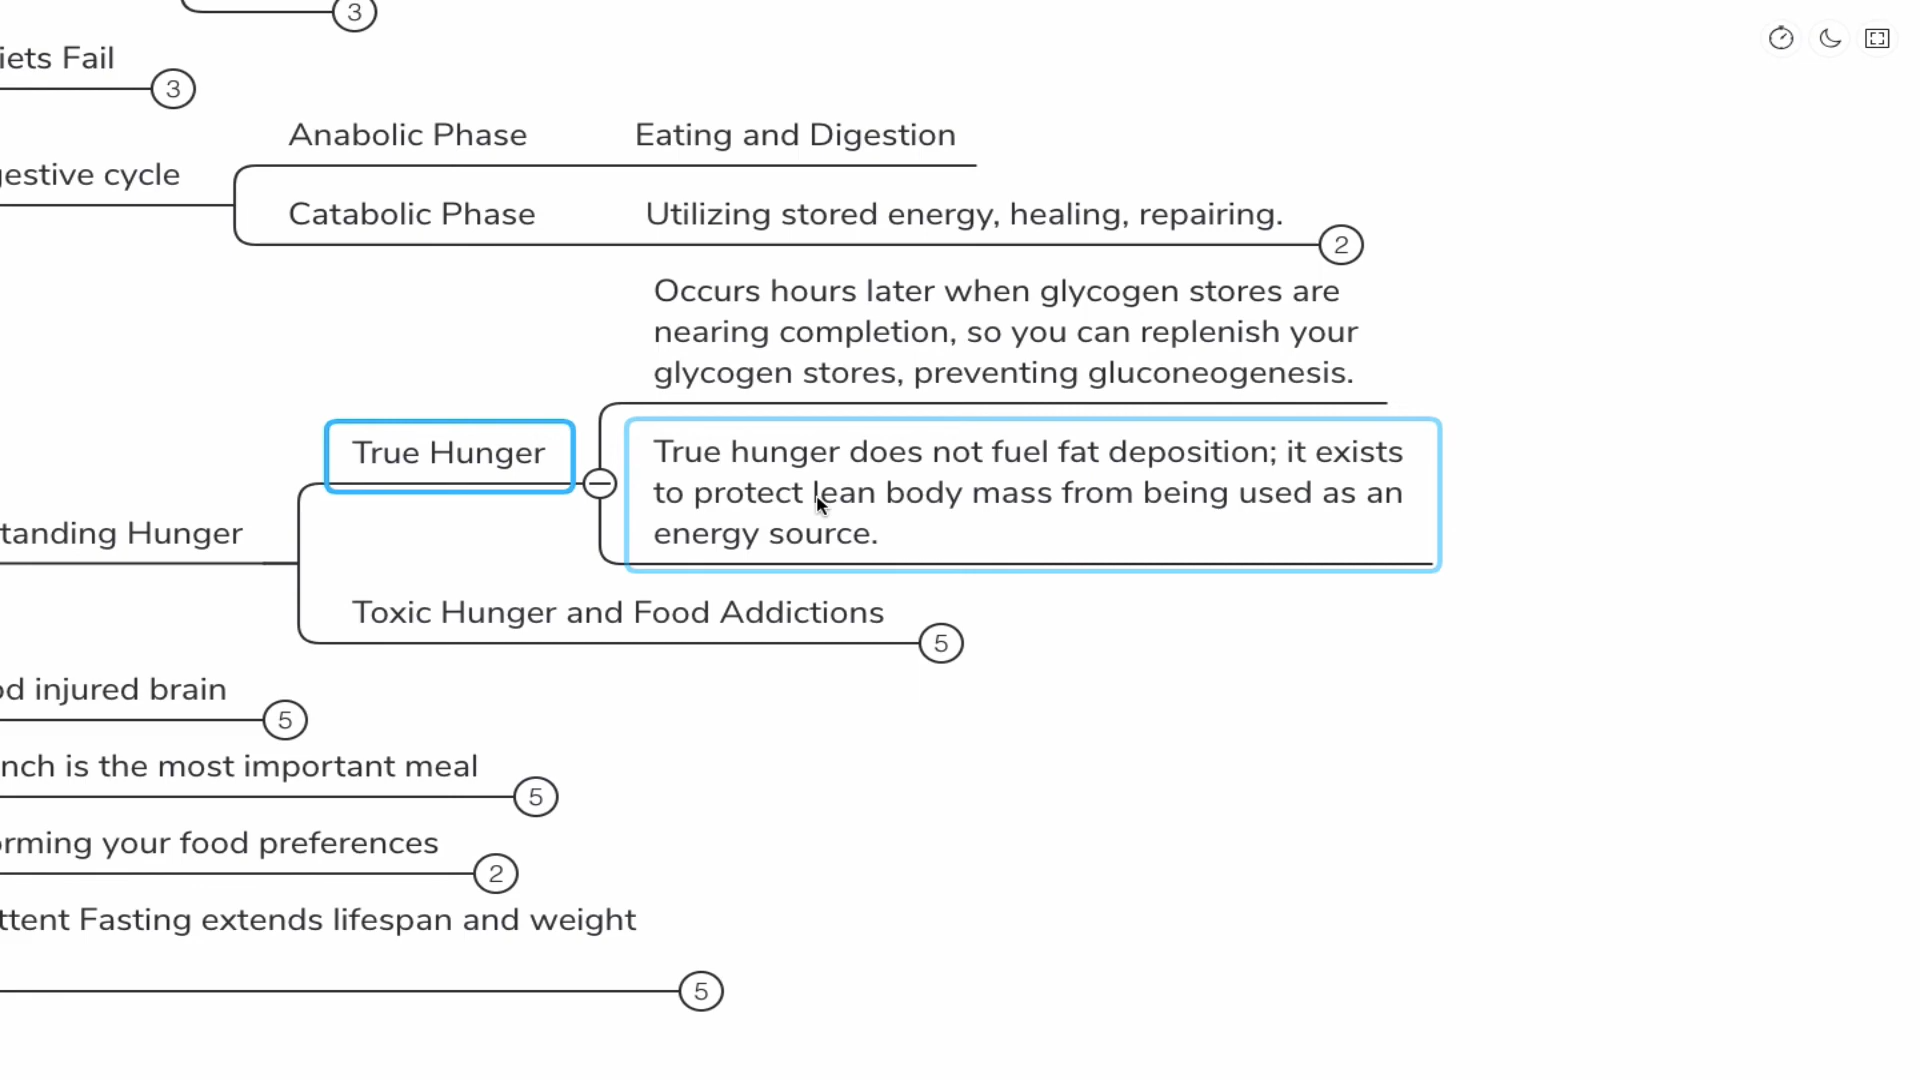 3
iets Fail
3
Anabolic Phase
Eating and Digestion
gestive cycle
Catabolic Phase
Utilizing stored energy, healing, repairing.
2
Occurs hours later when glycogen stores are
nearing completion, so you can replenish your
glycogen stores, preventing gluconeogenesis.
True Hunger
True hunger does not fuel fat deposition; it exists
to protect lean body mass from being used as an
energy source.
tanding Hunger
Toxic Hunger and Food Addictions
5
od injured brain
5
nch is the most important meal
5
orming your food preferences
2
ttent Fasting extends lifespan and weight
5